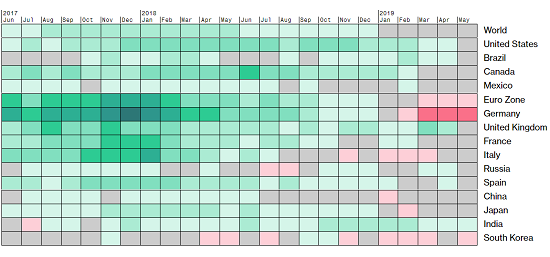 2017 2018 2019
Jun Jul Aug Sep Oct Nov Dec Jan Feb Mar Apr May Jun Jul Aug Sep Oct Nov Dec Jan Feb Mar Apr May
World
United States
Brazil
Canada
Mexico
Euro Zone
Germany
United Kingdom
France
Italy
Russia
Spain
China
Japan
India
South Korea